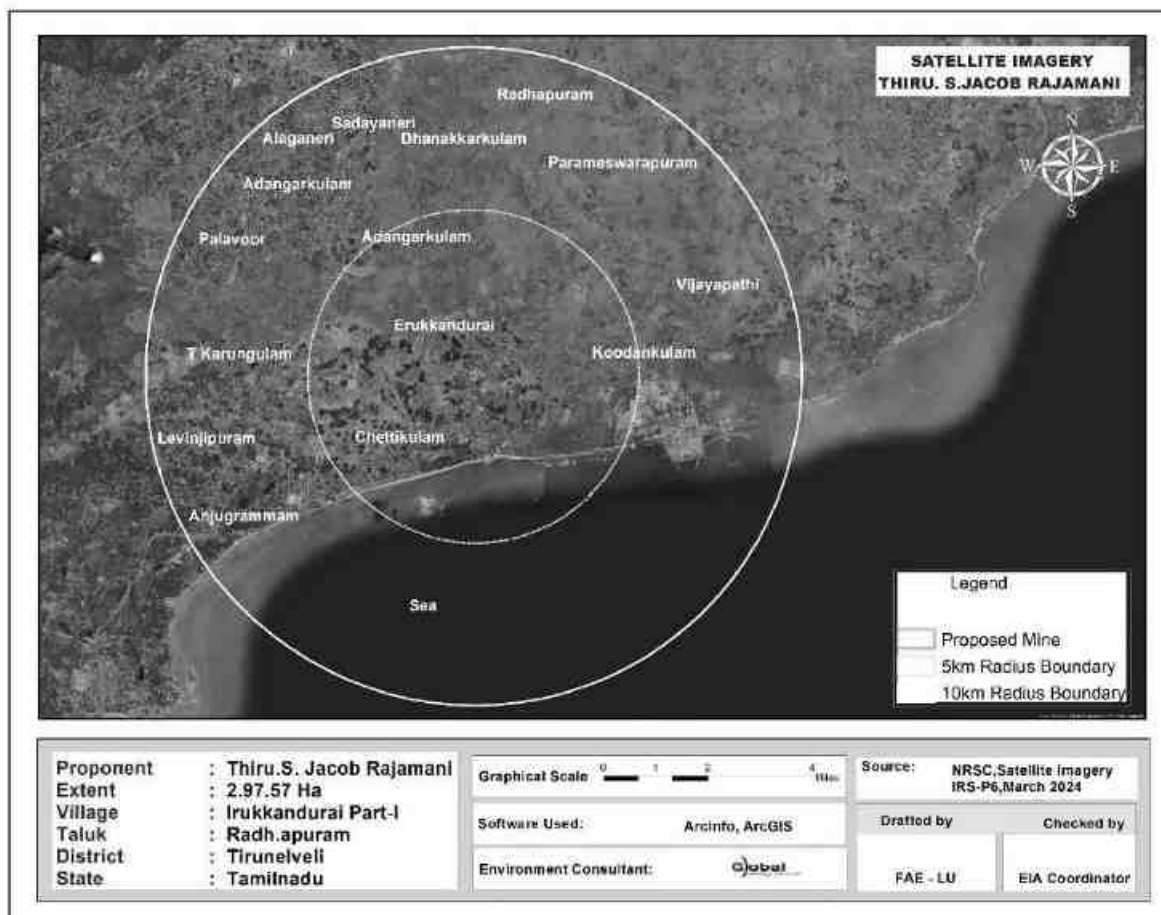 SATELLITE IMAGERY
THIRU. S.JACOB RAJAMANI
N
W E
S
Radhapuram
Sadayaneri
Alaganeri
Dhanakkarkulam
Parameswarapuram
Adangarkulam
Palavoor
Adangarkulam
Vijayapathi
Erukkandurai
T Karungulam
Koodankulam
Levinjipuram
Chettikulam
Anjugrammam
Sea
Legend
Proposed Mine
5km Radius Boundary
10km Radius Boundary
Proponent : Thiru.S. Jacob Rajamani
Extent : 2.97.57 Ha
Village : Irukkandurai Part-I
Taluk : Radh.apuram
District : Tirunelveli
State : Tamilnadu
Graphical Scale 0 1 2 4
Software Used: Arcinfo, ArcGIS
Environment Consultant: Global
Source: NRSC,Satellite Imagery
IRS-P6,March 2024
Drafted by Checked by
FAE - LU EIA Coordinator